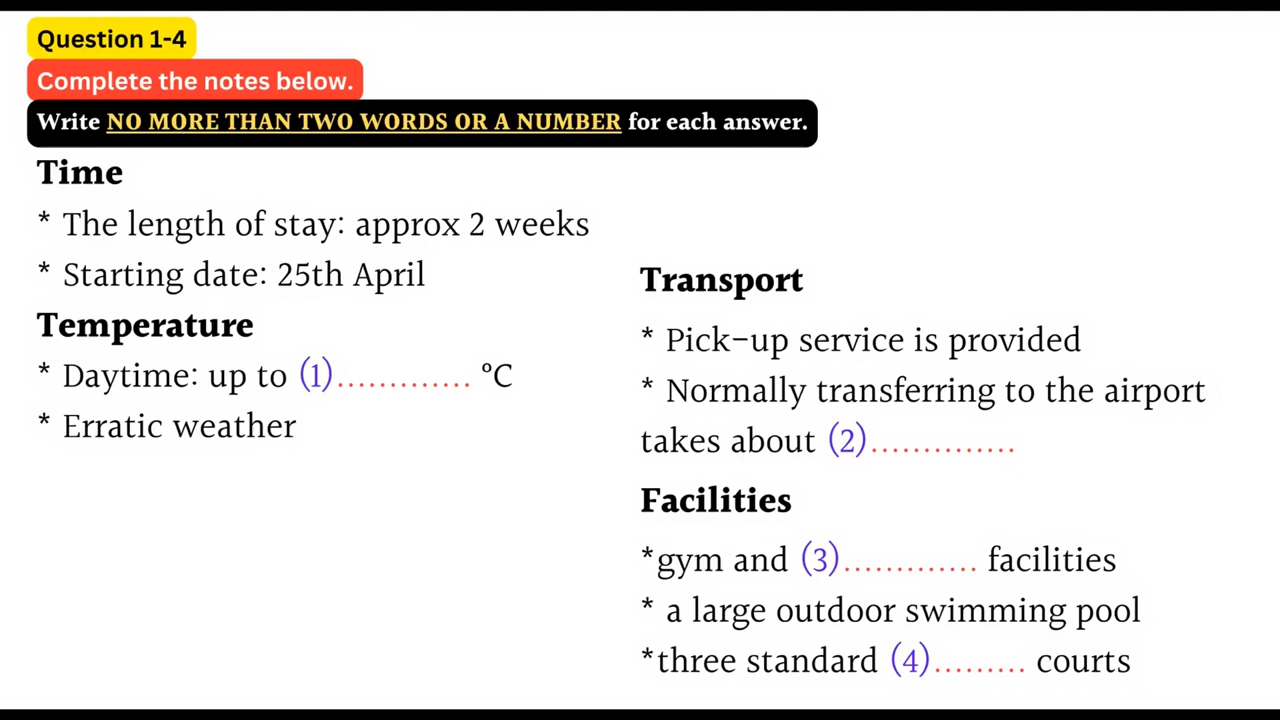 Question 1-4
Complete the notes below.
Write NO MORE THAN TWO WORDS OR A NUMBER for each answer.
Time
* The length of stay: approx 2 weeks
* Starting date: 25th April
Temperature
* Daytime: up to (1)............. ºC
* Erratic weather
Transport
* Pick-up service is provided
* Normally transferring to the airport
takes about (2)..............
Facilities
*gym and (3)............. facilities
* a large outdoor swimming pool
*three standard (4)......... courts